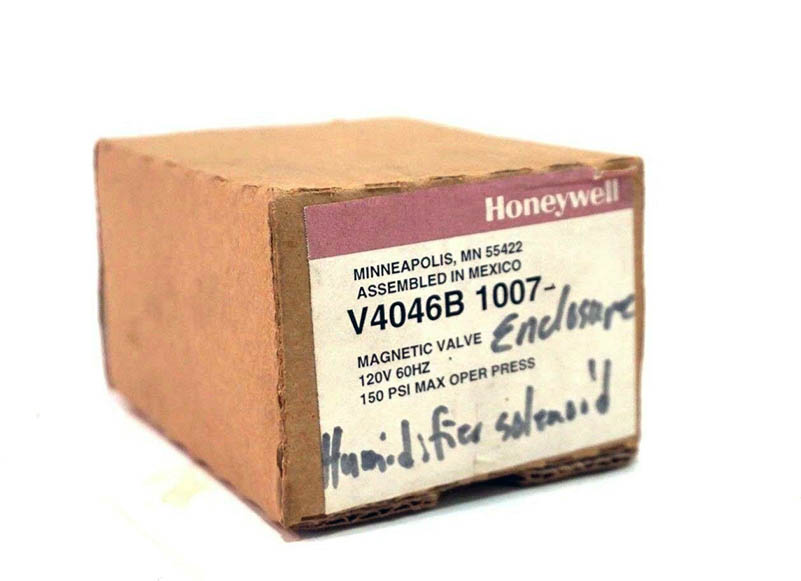 Honeywell
MINNEAPOLIS, MN 55422
ASSEMBLED IN MEXICO
V4046B 1007-
Enclosure
MAGNETIC VALVE
120V 60HZ
150 PSI MAX OPER PRESS
Humidifier solenoid